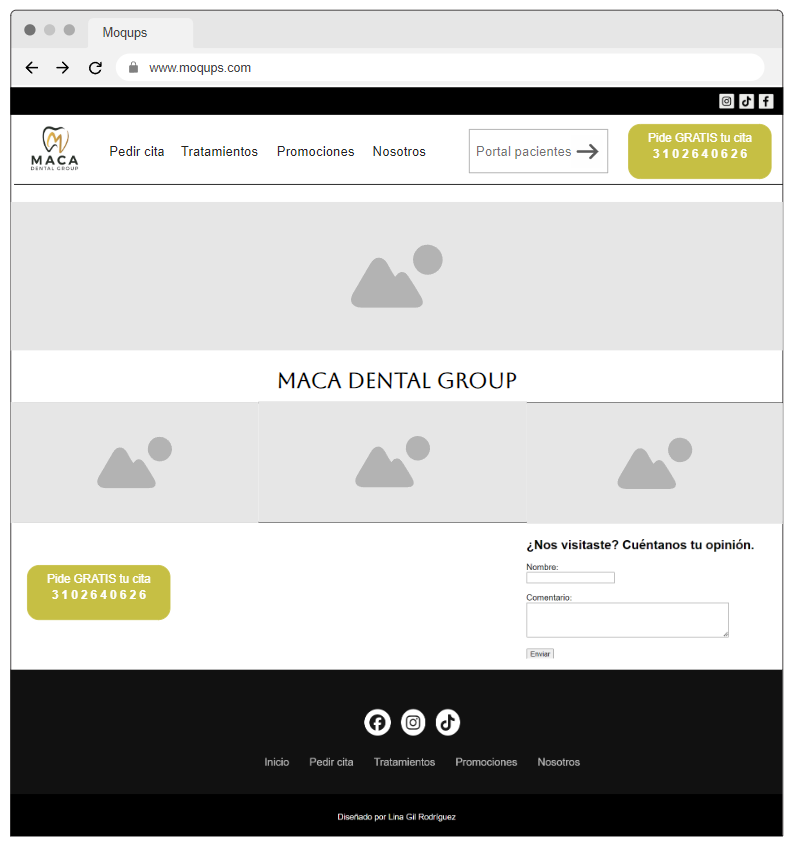 Moqups
www.moqups.com
MACA
DENTAL GROUP
Pedir cita
Tratamientos
Promociones
Nosotros
Portal pacientes
Pide GRATIS tu cita
3102640626
MACA DENTAL GROUP
Pide GRATIS tu cita
3102640626
¿Nos visitaste? Cuéntanos tu opinión.
Nombre:
Comentario:
Enviar
Inicio
Pedir cita
Tratamientos
Promociones
Nosotros
Diseñado por Lina Gil Rodríguez